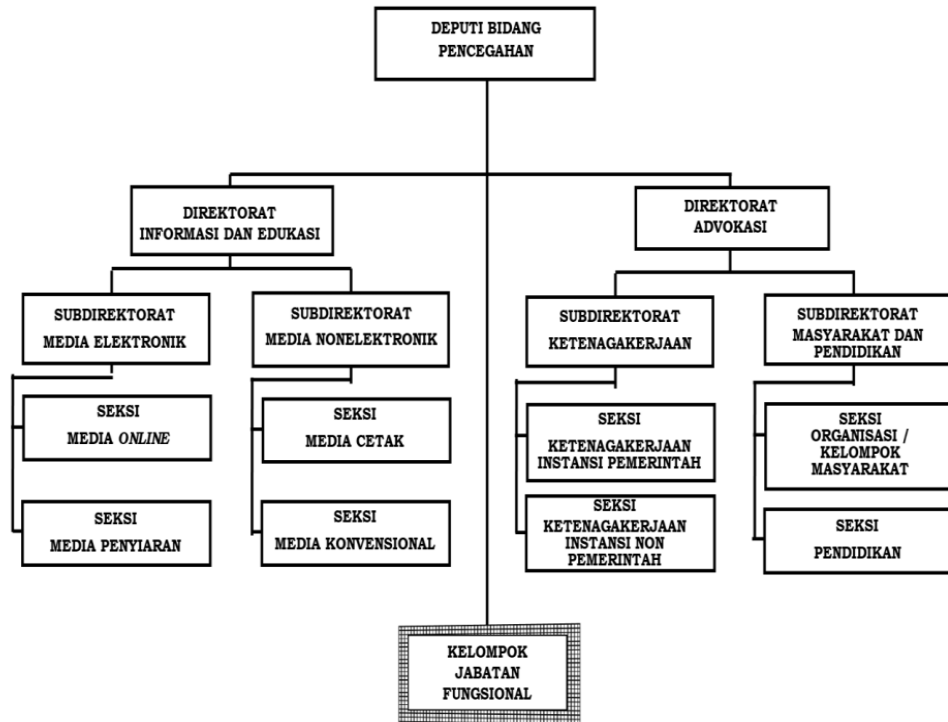 DEPUTI BIDANG
PENCEGAHAN
DIREKTORAT
INFORMASI DAN EDUKASI
DIREKTORAT
ADVOKASI
SUBDIREKTORAT
MEDIA ELEKTRONIK
SUBDIREKTORAT
MEDIA NONELEKTRONIK
SUBDIREKTORAT
KETENAGAKERJAAN
SUBDIREKTORAT
MASYARAKAT DAN
PENDIDIKAN
SEKSI
MEDIA ONLINE
SEKSI
MEDIA CETAK
SEKSI
KETENAGAKERJAAN
INSTANSI PEMERINTAH
SEKSI
ORGANISASI /
KELOMPOK
MASYARAKAT
SEKSI
MEDIA PENYIARAN
SEKSI
MEDIA KONVENSIONAL
SEKSI
KETENAGAKERJAAN
INSTANSI NON
PEMERINTAH
SEKSI
PENDIDIKAN
KELOMPOK
JABATAN
FUNGSIONAL